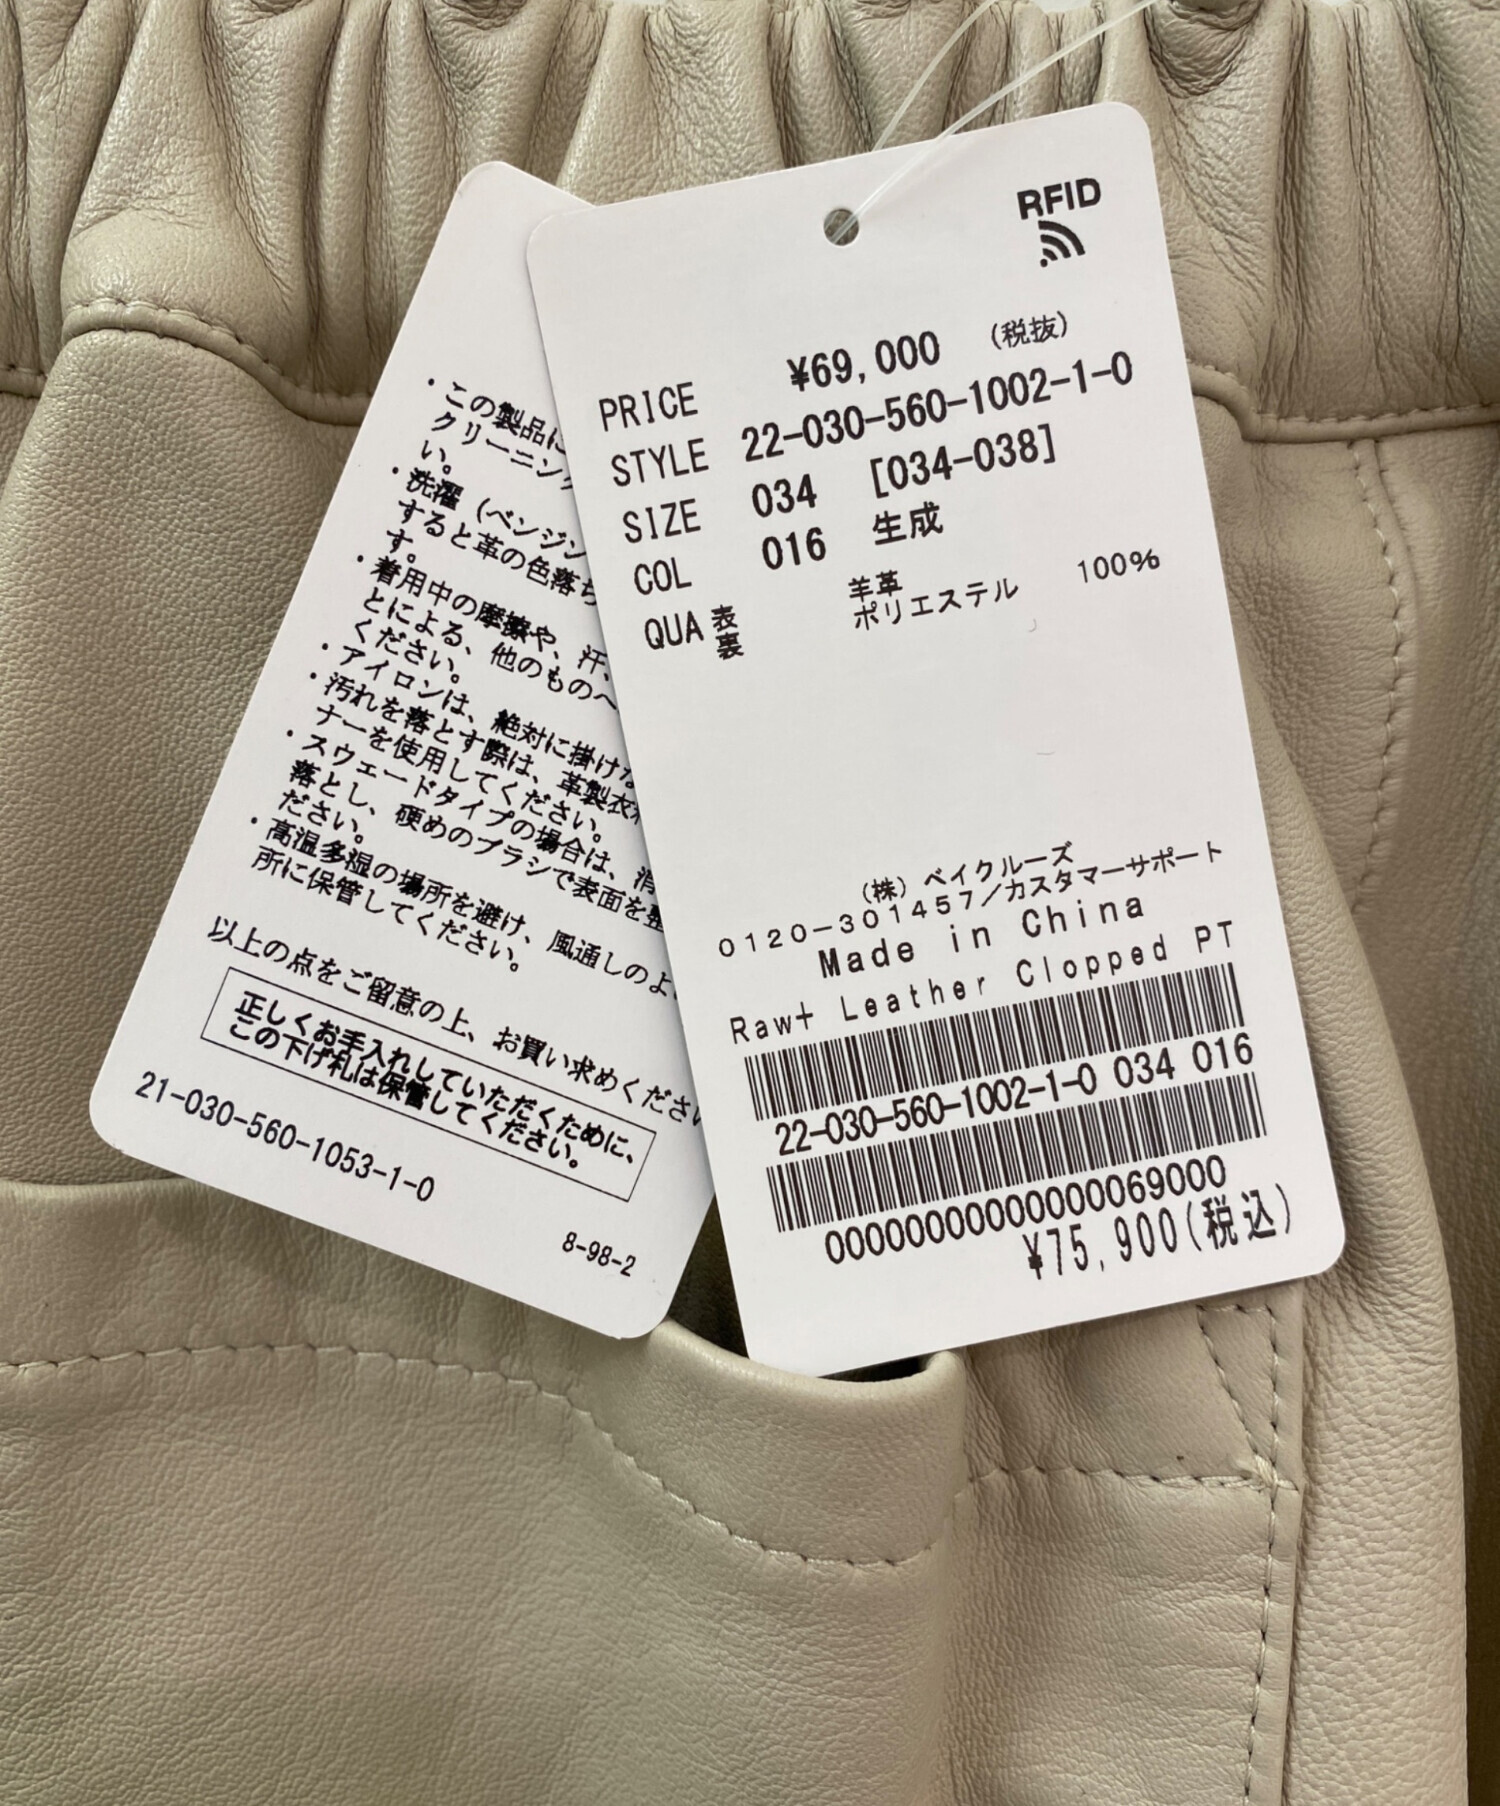 ・この製品に
クリーニング
い。
・洗濯（ベンジン
すると革の色落ち
す。
・着用中の摩擦や、汗、
とによる、他のものへ
ください。
・アイロンは、絶対に掛けな
・汚れを落とす際は、革製衣料
ナーを使用してください。
・スウェードタイプの場合は、消
落とし、硬めのブラシで表面を整
ださい。
・高温多湿の場所を避け、風通しのよ
所に保管してください。
以上の点をご留意の上、お買い求めくださ
正しくお手入れしていただくために、
この下げ札は保管してください。
21-030-560-1053-1-0
8-98-2
RFID
PRICE ¥69,000 （税抜）
STYLE 22-030-560-1002-1-0
SIZE 034 [034-038]
COL 016 生成
QUA 表 羊革
裏 ポリエステル 100%
（株）ベイクルーズ
0120-301457／カスタマーサポート
Made in China
Raw+ Leather Clopped PT
22-030-560-1002-1-0 034 016
00000000000000069000
¥75,900(税込)